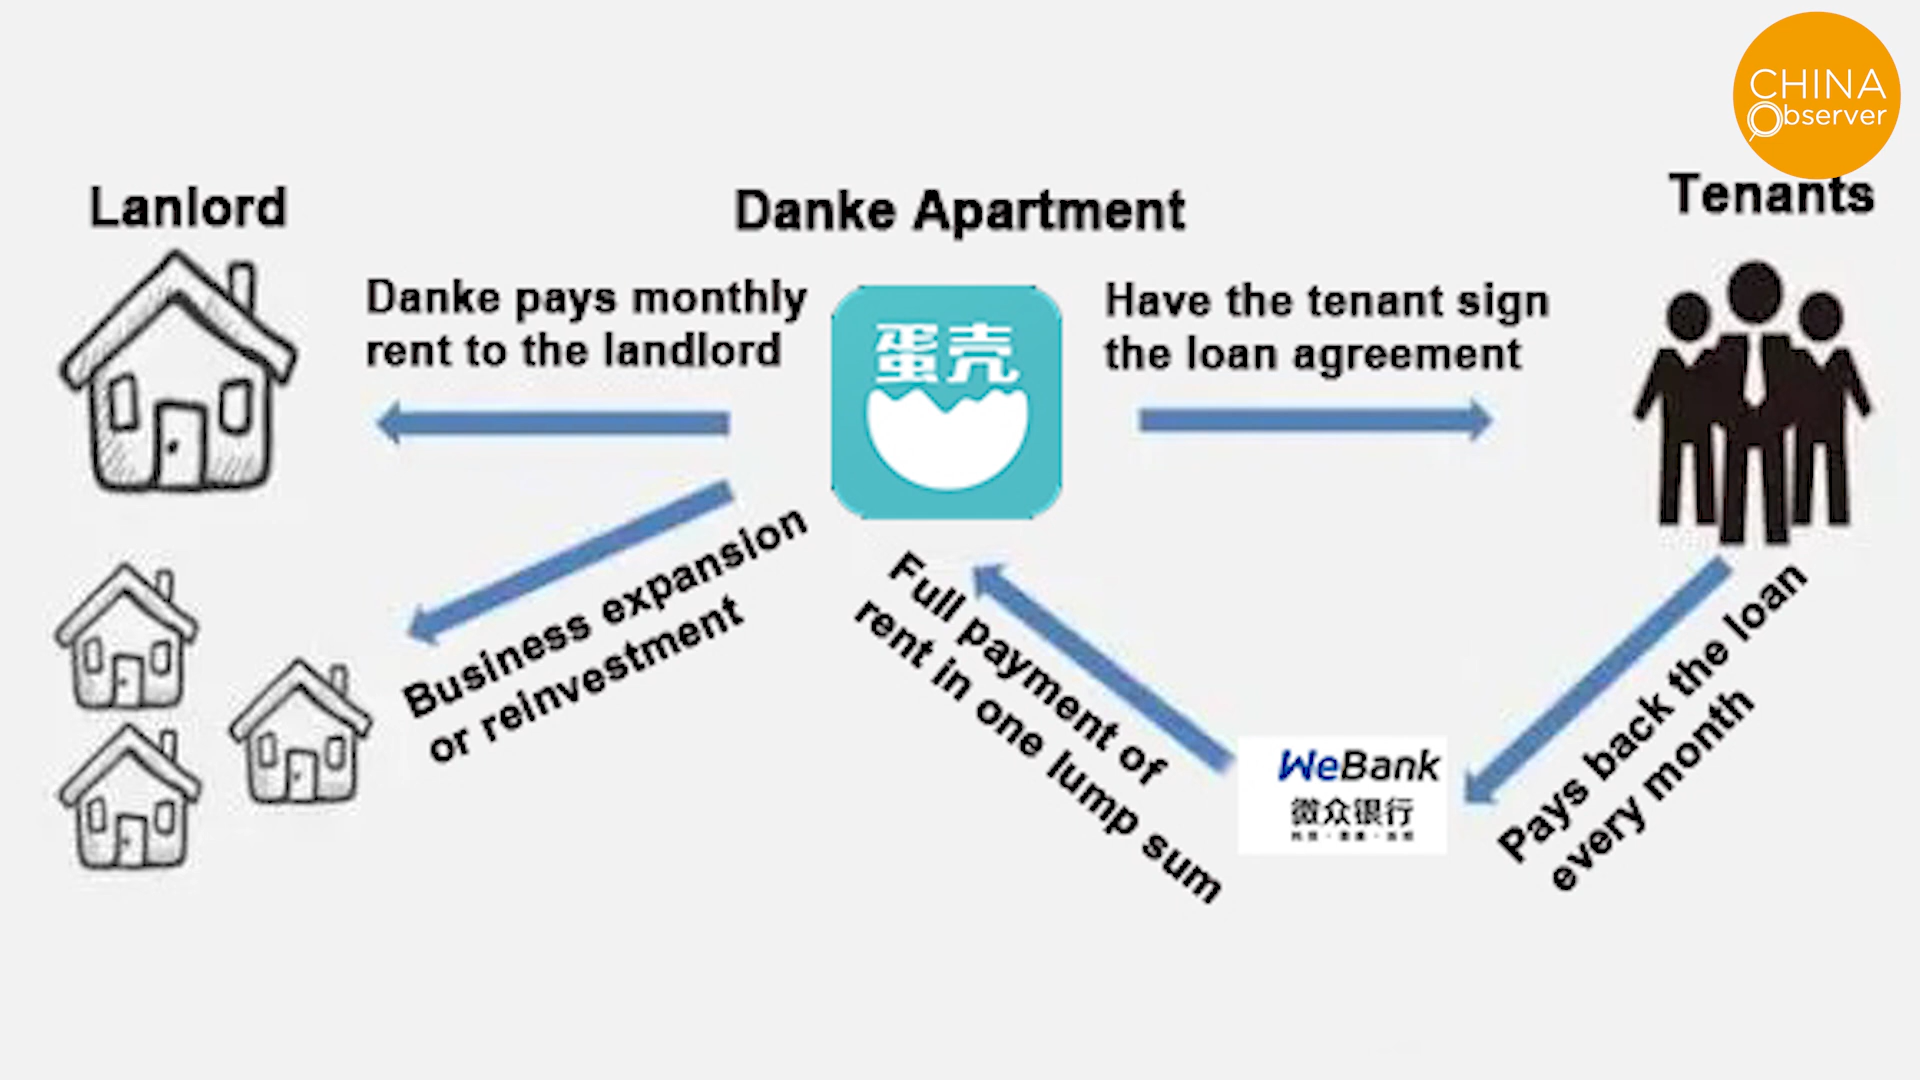 CHINA
Observer
Lanlord
Danke Apartment
Tenants
Danke pays monthly
rent to the landlord
Have the tenant sign
the loan agreement
蛋壳
Business expansion
or reinvestment
Full payment of
rent in one lump sum
WeBank
微众银行
Pays back the loan
every month